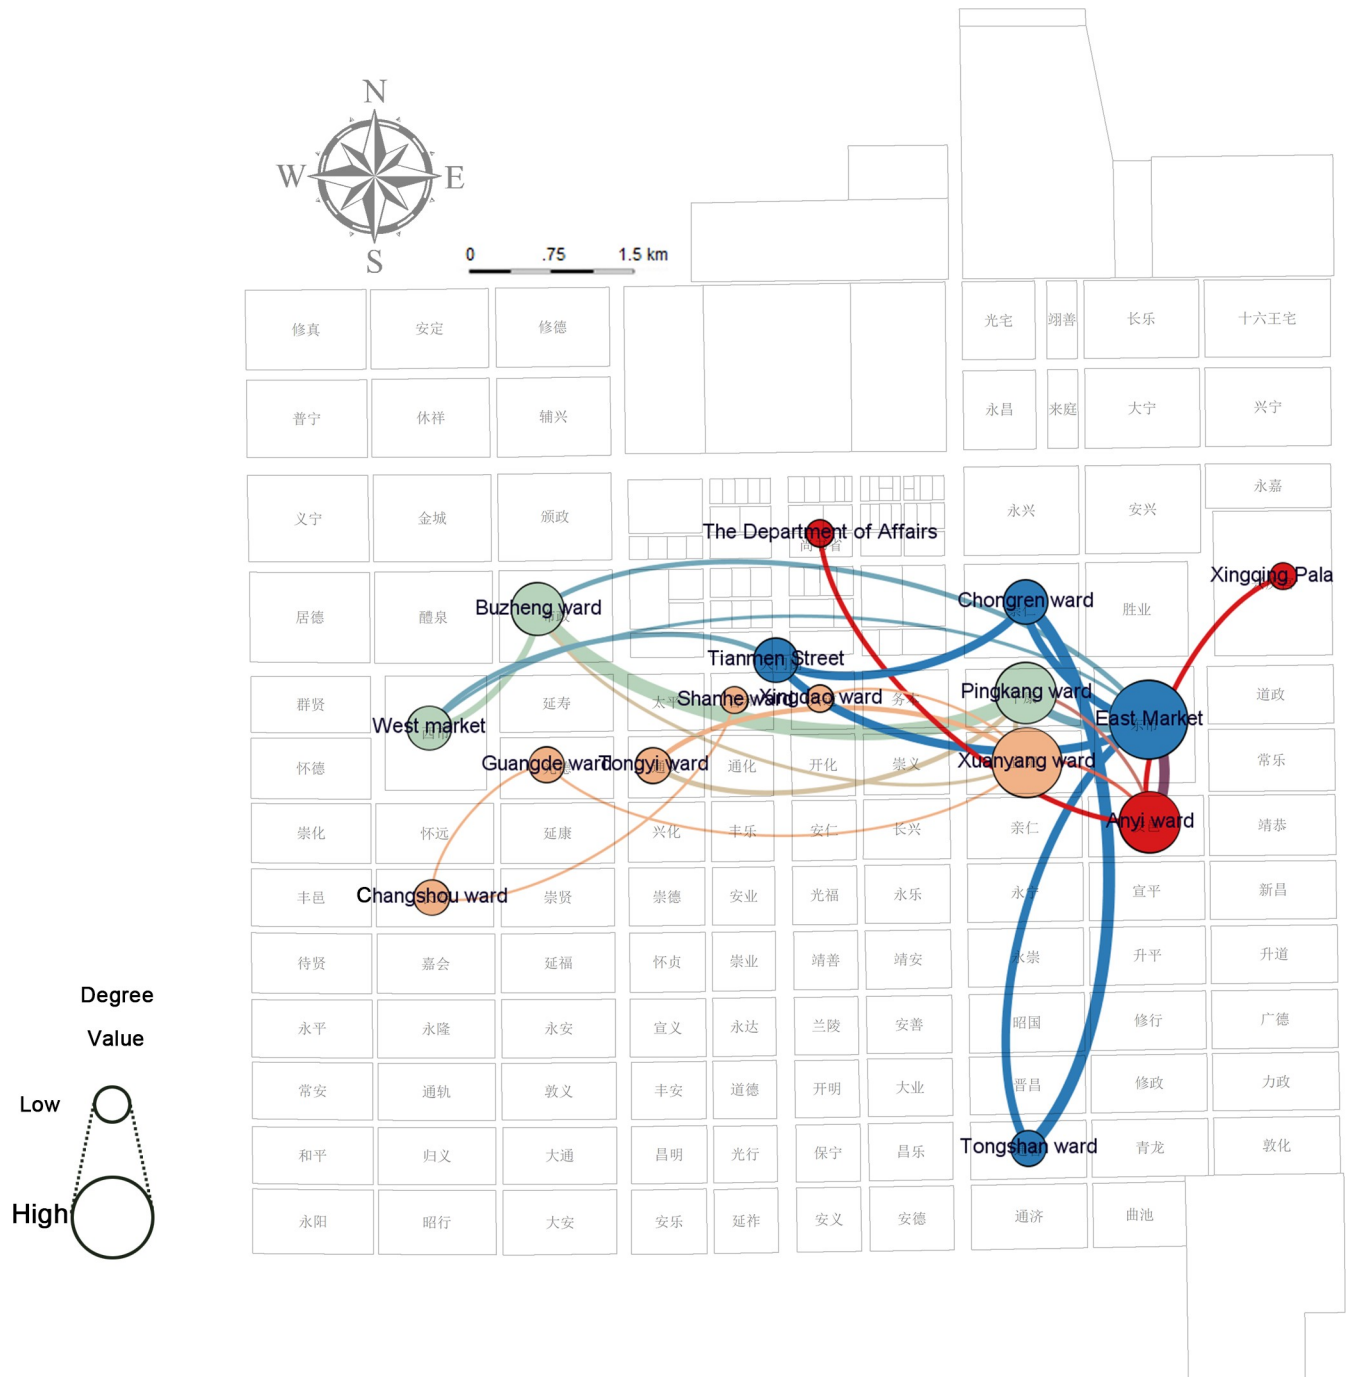 N
W
E
S
0 .75 1.5 km
修真 安定 修德 光宅 翊善 长乐 十六王宅
普宁 休祥 辅兴 永昌 来庭 大宁 兴宁
永嘉
义宁 金城 颁政 永兴 安兴
The Department of Affairs
Xingqing Pala
Buzheng ward
Chongren ward
居德 醴泉 胜业
Tianmen Street
群贤 延寿 太平 Shanhe ward Xingdao ward Pingkang ward 道政
West market
East Market
怀德 Guangde ward Tongyi ward 通化 开化 崇义 Xuanyang ward 常乐
崇化 怀远 延康 兴化 丰乐 安仁 长兴 亲仁 Anyi ward 靖恭
丰邑 Changshou ward 崇贤 崇德 安业 光福 永乐 永宁 宣平 新昌
待贤 嘉会 延福 怀贞 崇业 靖善 靖安 永崇 升平 升道
Degree
Value
永平 永隆 永安 宣义 永达 兰陵 安善 昭国 修行 广德
Low
常安 通轨 敦义 丰安 道德 开明 大业 晋昌 修政 力政
和平 归义 大通 昌明 光行 保宁 昌乐 Tongshan ward 青龙 敦化
High
永阳 昭行 大安 安乐 延祚 安义 安德 通济 曲池